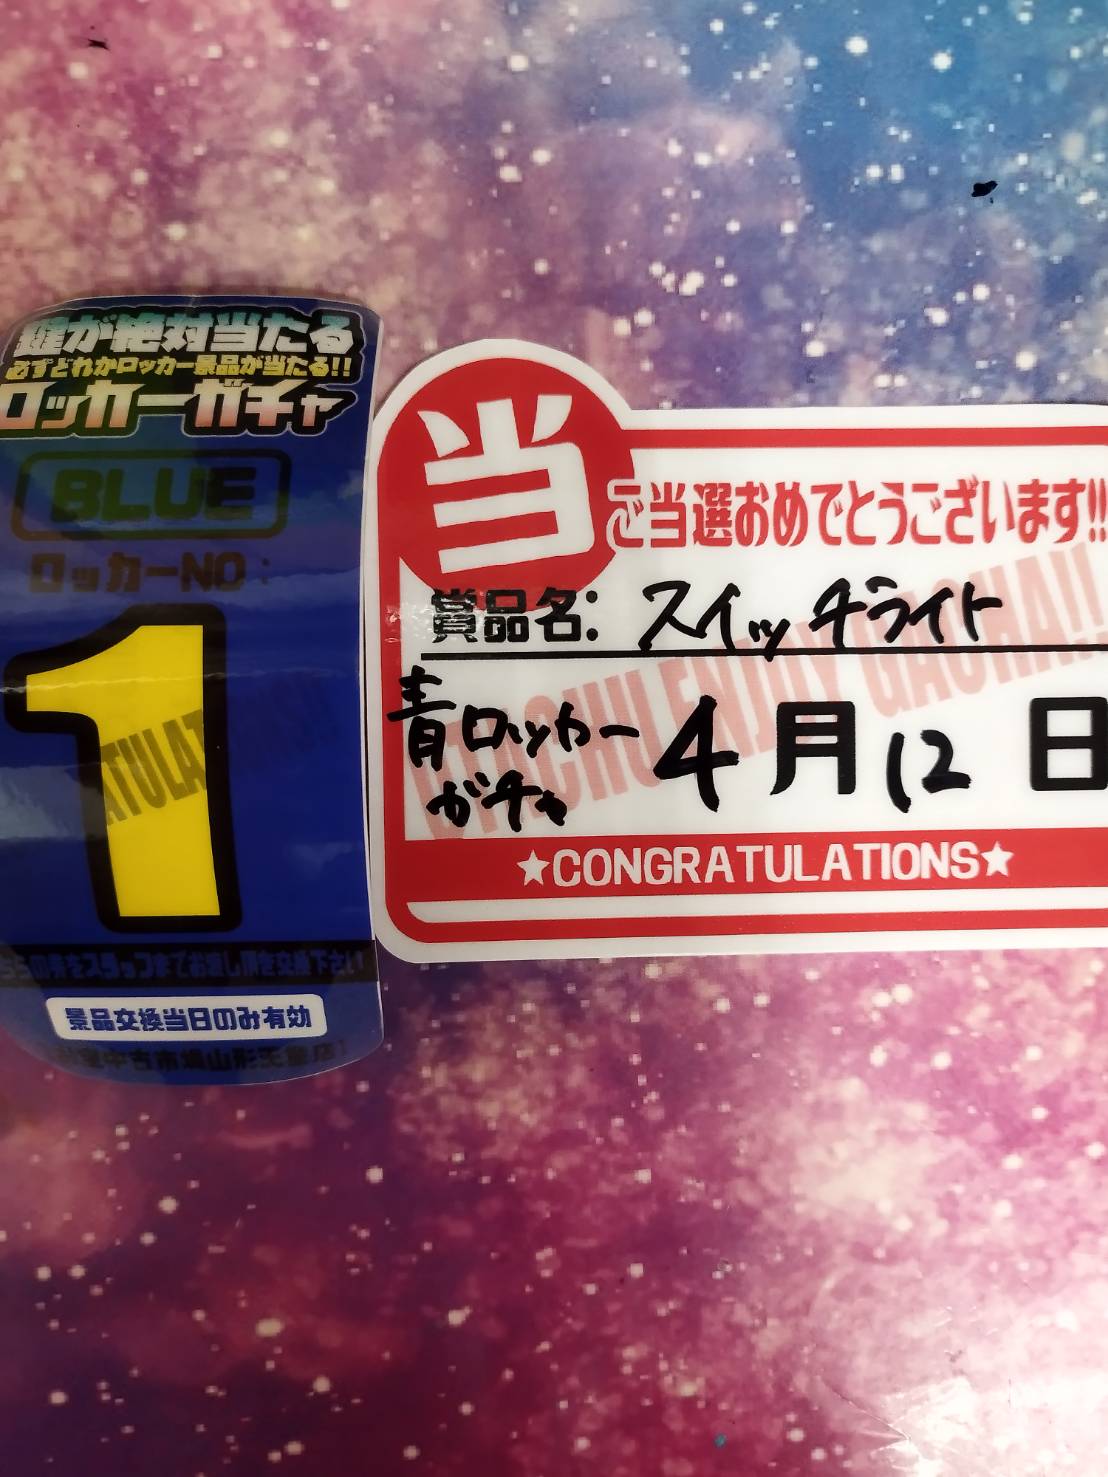 鍵が絶対当たる
必ずどれかロッカー景品が当たる!!
ロッカーガチャ
BLUE
ロッカーNO:
1
景品交換当日のみ有効
当
ご当選おめでとうございます!!
賞品名: スイッチライト
青ロッカー
ガチャ
4月12日
★CONGRATULATIONS★